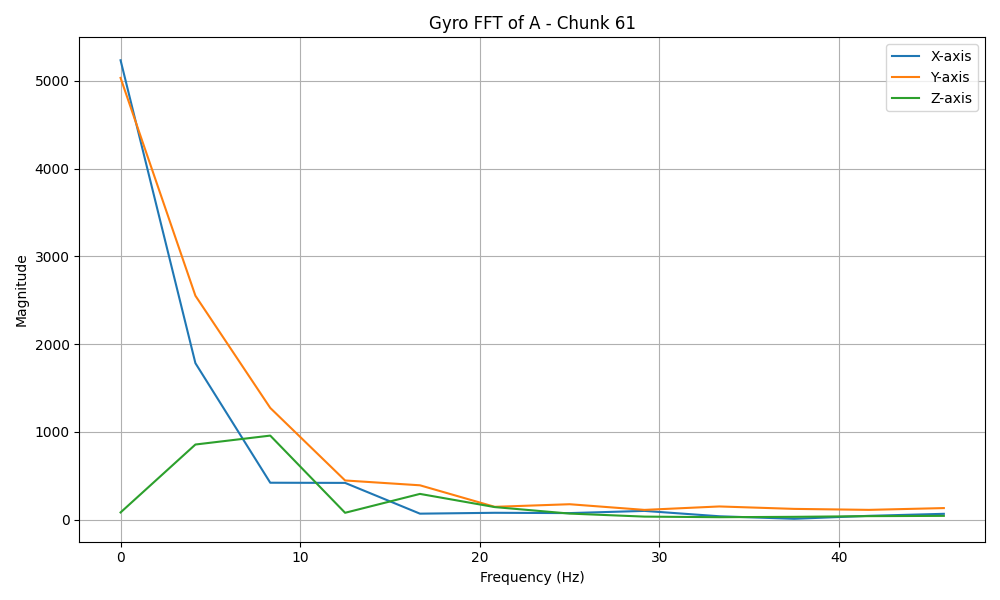 Gyro FFT of A - Chunk 61
X-axis
Y-axis
Z-axis
Magnitude
5000
4000
3000
2000
1000
0
0 10 20 30 40
Frequency (Hz)